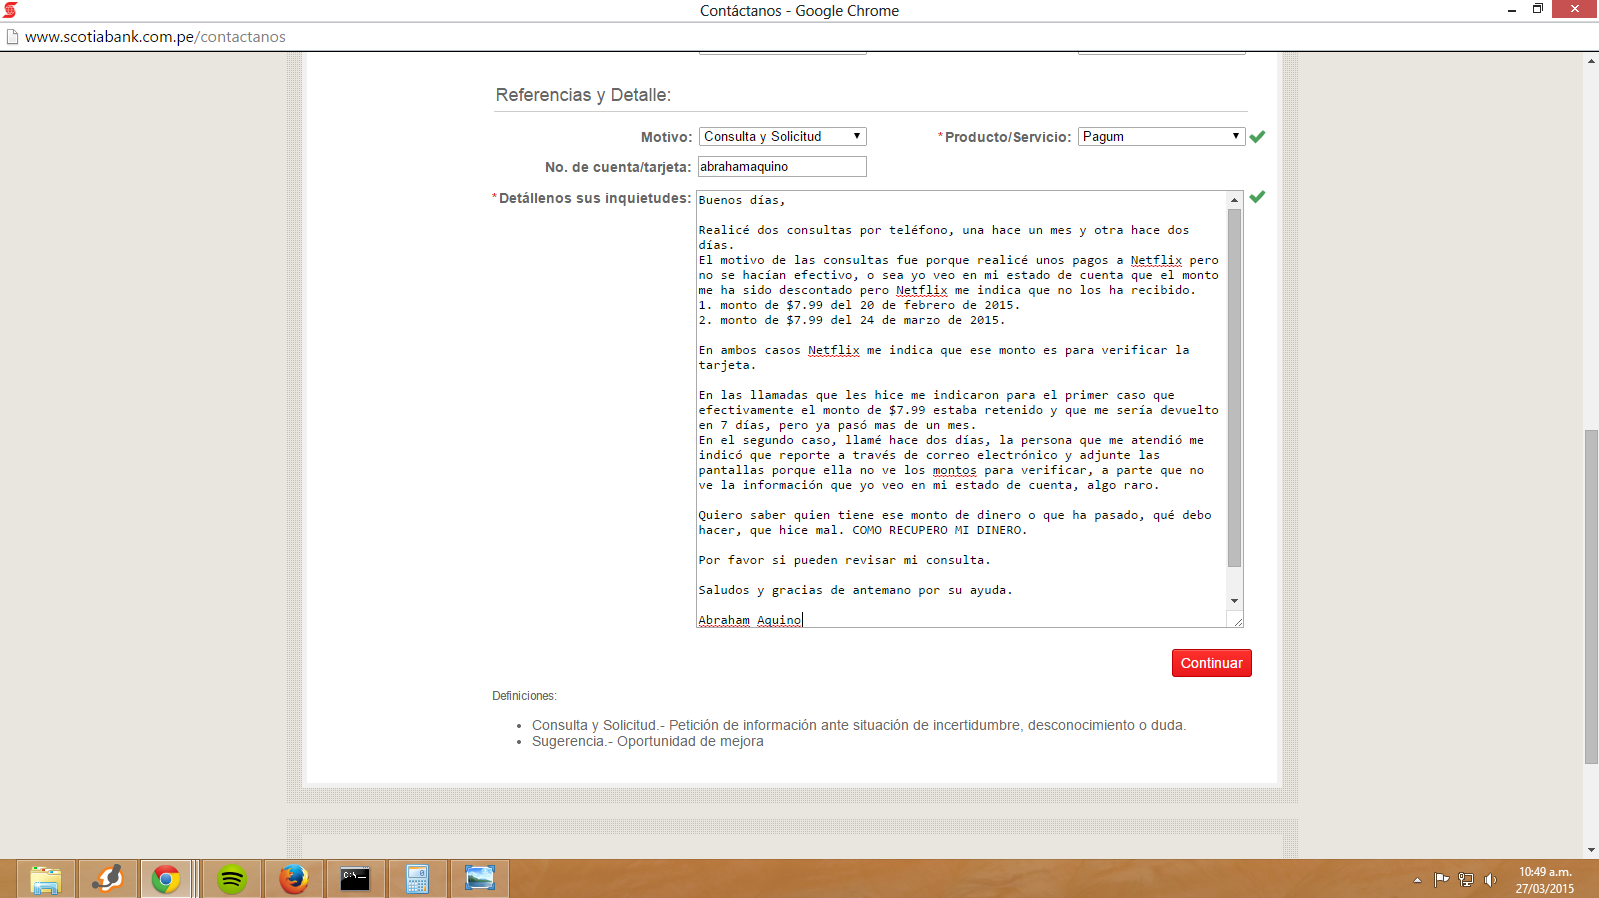 Contáctanos - Google Chrome
www.scotiabank.com.pe/contactanos
Referencias y Detalle:
Motivo: Consulta y Solicitud *Producto/Servicio: Pagum
No. de cuenta/tarjeta: abrahamaquino
*Detállenos sus inquietudes: Buenos días,
Realicé dos consultas por teléfono, una hace un mes y otra hace dos
días.
El motivo de las consultas fue porque realicé unos pagos a Netflix pero
no se hacían efectivo, o sea yo veo en mi estado de cuenta que el monto
me ha sido descontado pero Netflix me indica que no los ha recibido.
1. monto de $7.99 del 20 de febrero de 2015.
2. monto de $7.99 del 24 de marzo de 2015.
En ambos casos Netflix me indica que ese monto es para verificar la
tarjeta.
En las llamadas que les hice me indicaron para el primer caso que
efectivamente el monto de $7.99 estaba retenido y que me sería devuelto
en 7 días, pero ya pasó mas de un mes.
En el segundo caso, llamé hace dos días, la persona que me atendió me
indicó que reporte a través de correo electrónico y adjunte las
pantallas porque ella no ve los montos para verificar, a parte que no
ve la información que yo veo en mi estado de cuenta, algo raro.
Quiero saber quien tiene ese monto de dinero o que ha pasado, qué debo
hacer, que hice mal. COMO RECUPERO MI DINERO.
Por favor si pueden revisar mi consulta.
Saludos y gracias de antemano por su ayuda.
Abraham Aquino
Continuar
Definiciones:
• Consulta y Solicitud.- Petición de información ante situación de incertidumbre, desconocimiento o duda.
• Sugerencia.- Oportunidad de mejora
C:\_
10:49 a.m.
27/03/2015